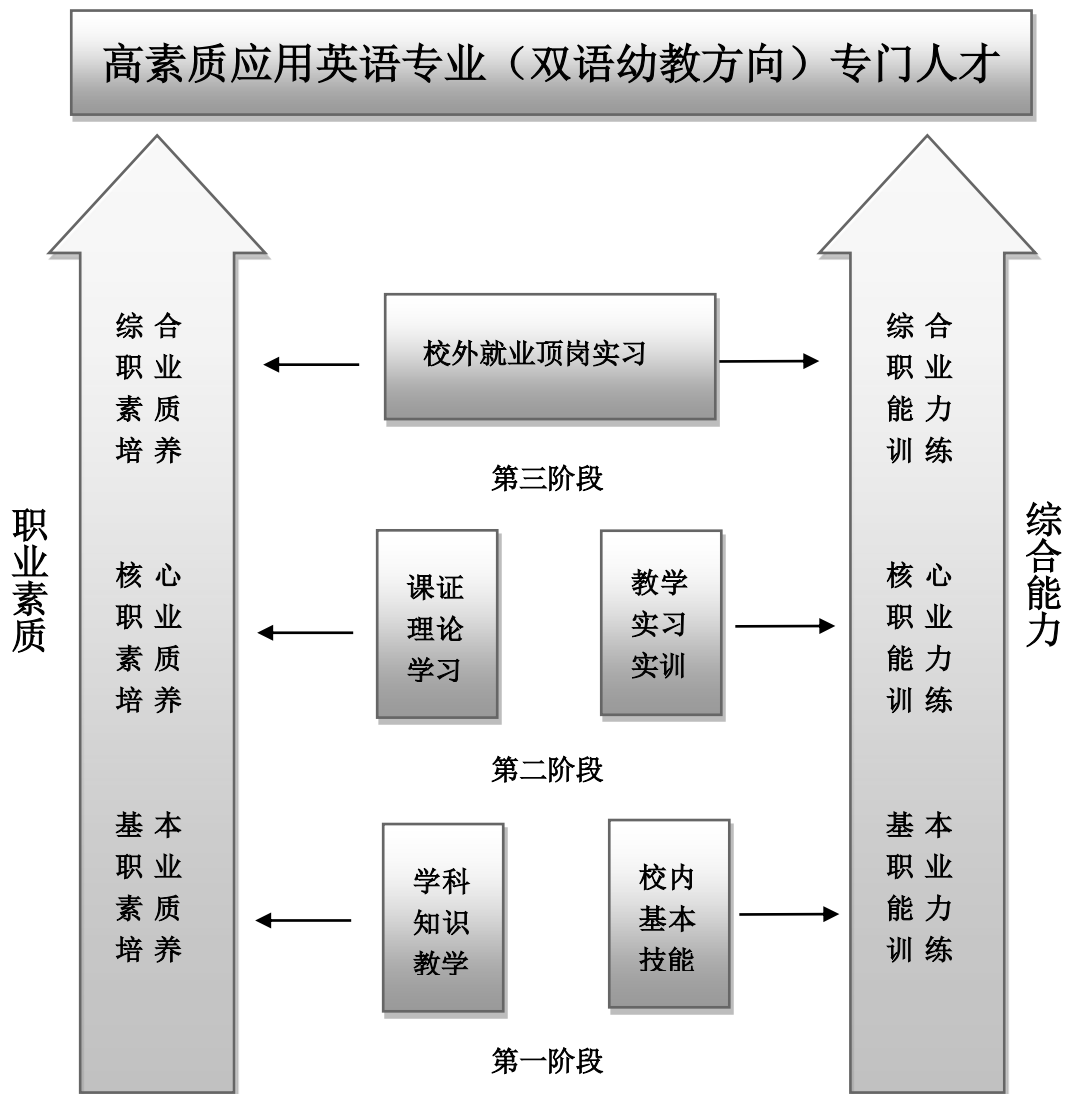 高素质应用英语专业（双语幼教方向）专门人才
职业素质
综合
职业
素质
培养
核心
职业
素质
培养
基本
职业
素质
培养
校外就业顶岗实习
第三阶段
课证
理论
学习
教学
实习
实训
第二阶段
学科
知识
教学
校内
基本
技能
第一阶段
综合
职业
能力
训练
核心
职业
能力
训练
基本
职业
能力
训练
综合能力